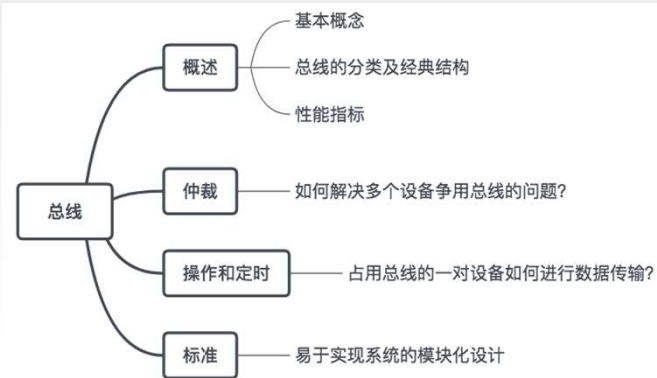 基本概念
概述
总线的分类及经典结构
性能指标
仲裁
如何解决多个设备争用总线的问题?
总线
操作和定时
占用总线的一对设备如何进行数据传输?
标准
易于实现系统的模块化设计